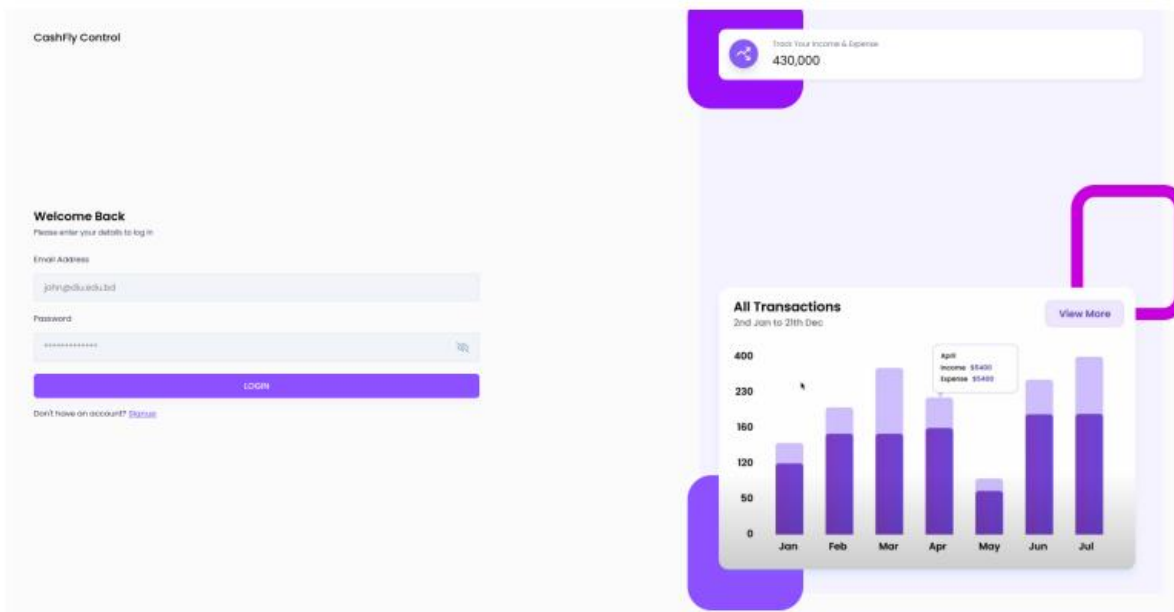 CashFly Control
Welcome Back
Please enter your details to log in
Email Address
john@diu.edu.bd
Password
LOGIN
Don't have an account? Signup
Track Your Income & Expense
430,000
All Transactions
2nd Jan to 21th Dec
View More
400
230
160
120
50
0
April
Income $5400
Expense $5400
Jan Feb Mar Apr May Jun Jul